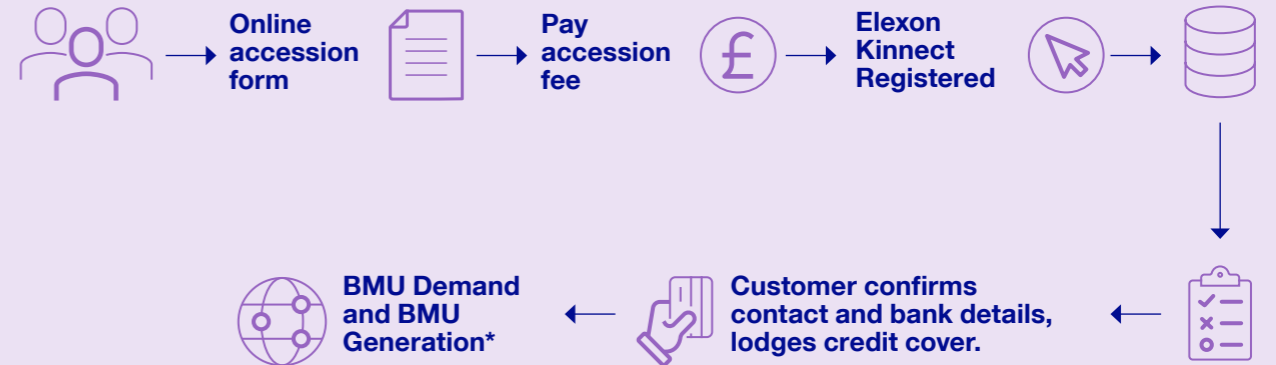 Online
accession
form
Pay
accession
fee
£
Elexon
Kinnect
Registered
Customer confirms
contact and bank details,
lodges credit cover.
BMU Demand
and BMU
Generation*